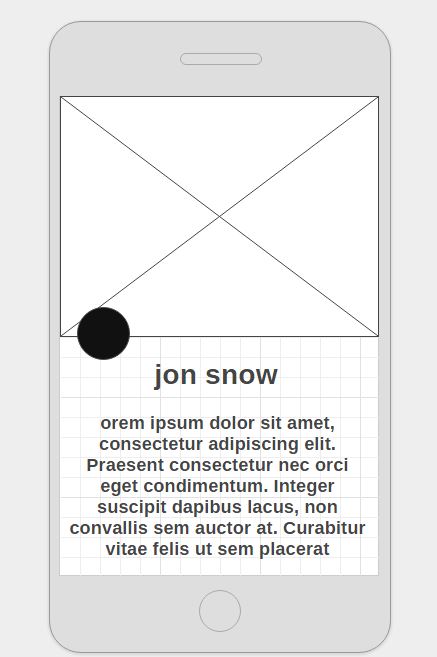 jon snow
orem ipsum dolor sit amet,
consectetur adipiscing elit.
Praesent consectetur nec orci
eget condimentum. Integer
suscipit dapibus lacus, non
convallis sem auctor at. Curabitur
vitae felis ut sem placerat